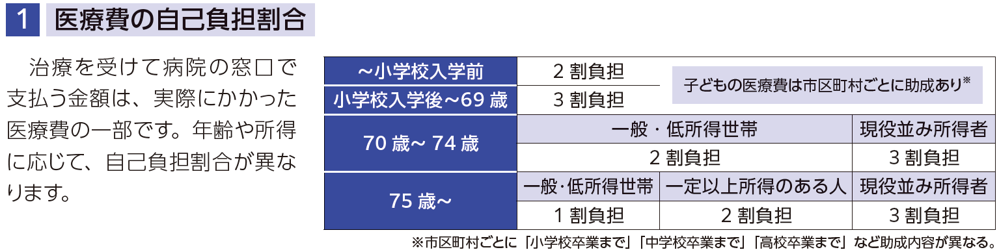 1 医療費の自己負担割合
　治療を受けて病院の窓口で
支払う金額は、実際にかかった
医療費の一部です。年齢や所得
に応じて、自己負担割合が異な
ります。
～小学校入学前 2割負担
子どもの医療費は市区町村ごとに助成あり※
小学校入学後～69歳 3割負担
70歳～74歳
一般・低所得世帯 現役並み所得者
2割負担 3割負担
75歳～
一般・低所得世帯 一定以上所得のある人 現役並み所得者
1割負担 2割負担 3割負担
※市区町村ごとに「小学校卒業まで」「中学校卒業まで」「高校卒業まで」など助成内容が異なる。